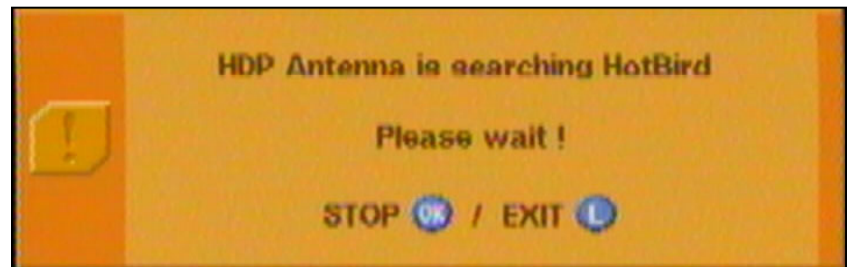 HDP Antenna is searching HotBird
Please wait !
STOP OK / EXIT L
!